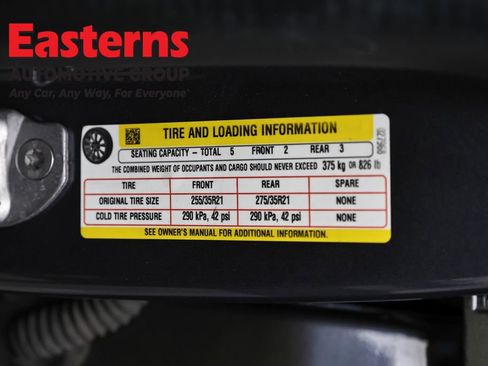 Easterns
AUTOMOTIVE GROUP
Any Car, Any Way, For Everyone
TIRE AND LOADING INFORMATION
SEATING CAPACITY - TOTAL 5 FRONT 2 REAR 3
THE COMBINED WEIGHT OF OCCUPANTS AND CARGO SHOULD NEVER EXCEED 375 kg OR 826 lb
TIRE FRONT REAR SPARE
ORIGINAL TIRE SIZE 255/35R21 275/35R21 NONE
COLD TIRE PRESSURE 290 kPa, 42 psi 290 kPa, 42 psi NONE
SEE OWNER'S MANUAL FOR ADDITIONAL INFORMATION.